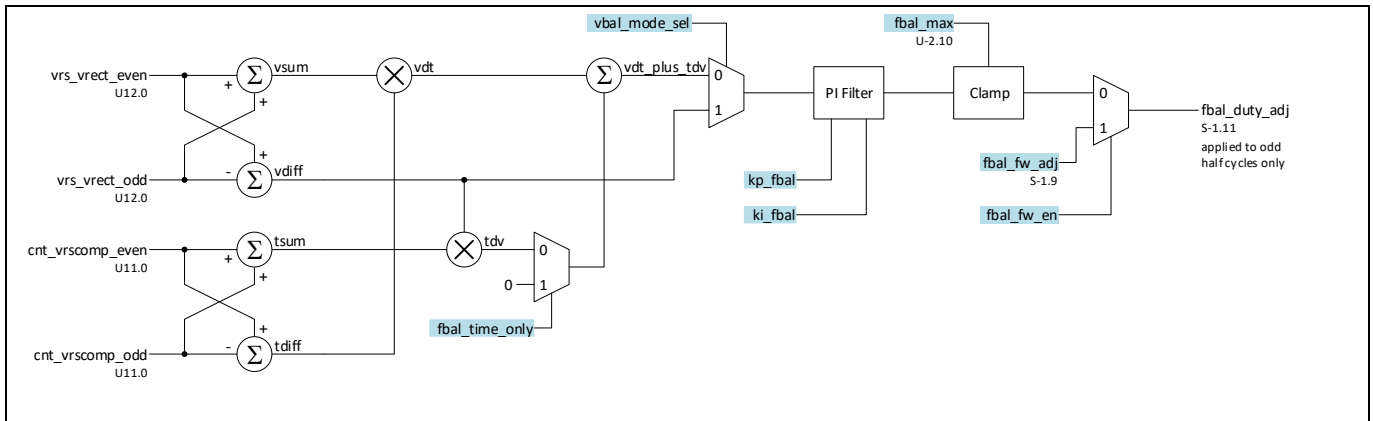 vbal_mode_sel
fbal_max
U-2.10
vrs_vrect_even
U12.0
+
Σ
vsum
+
vdt
Σ
vdt_plus_tdv
0
1
PI Filter
Clamp
0
1
fbal_duty_adj
S-1.11
applied to odd
half cycles only
vrs_vrect_odd
U12.0
+
-
Σ
vdiff
fbal_fw_adj
S-1.9
kp_fbal
ki_fbal
fbal_fw_en
cnt_vrscomp_even
U11.0
+
Σ
tsum
+
tdv
0
0
1
fbal_time_only
cnt_vrscomp_odd
U11.0
+
-
Σ
tdiff